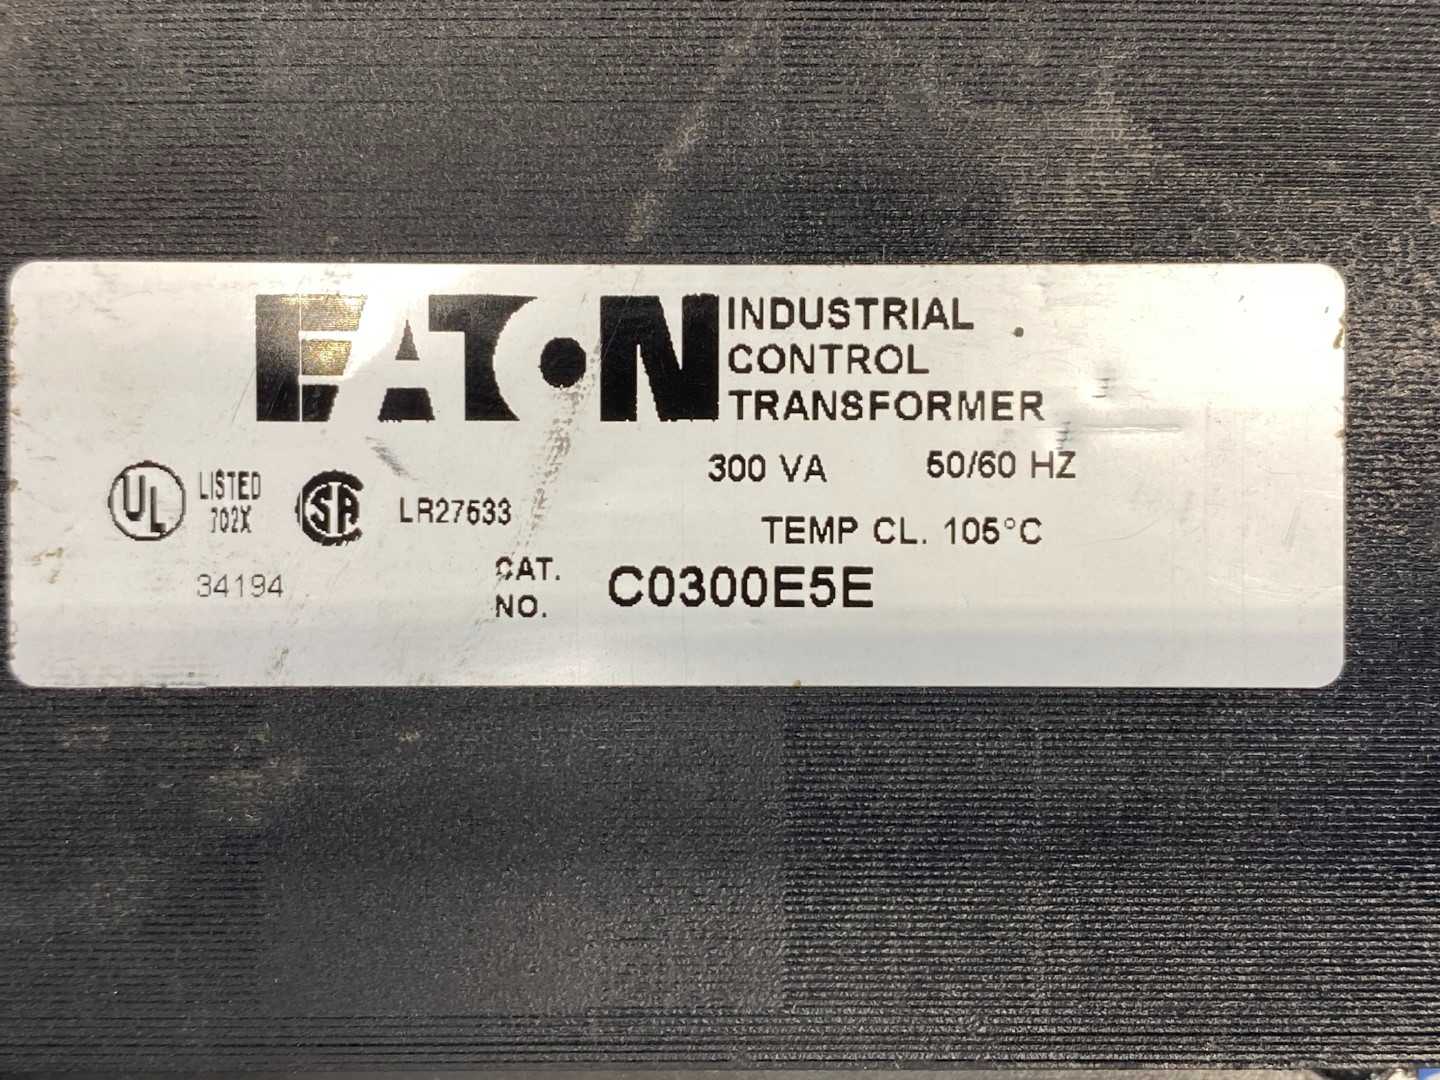 EATON
INDUSTRIAL
CONTROL
TRANSFORMER
300 VA 50/60 HZ
UL LISTED
702X
CSA LR27533
TEMP CL. 105°C
34194
CAT.
NO. C0300E5E